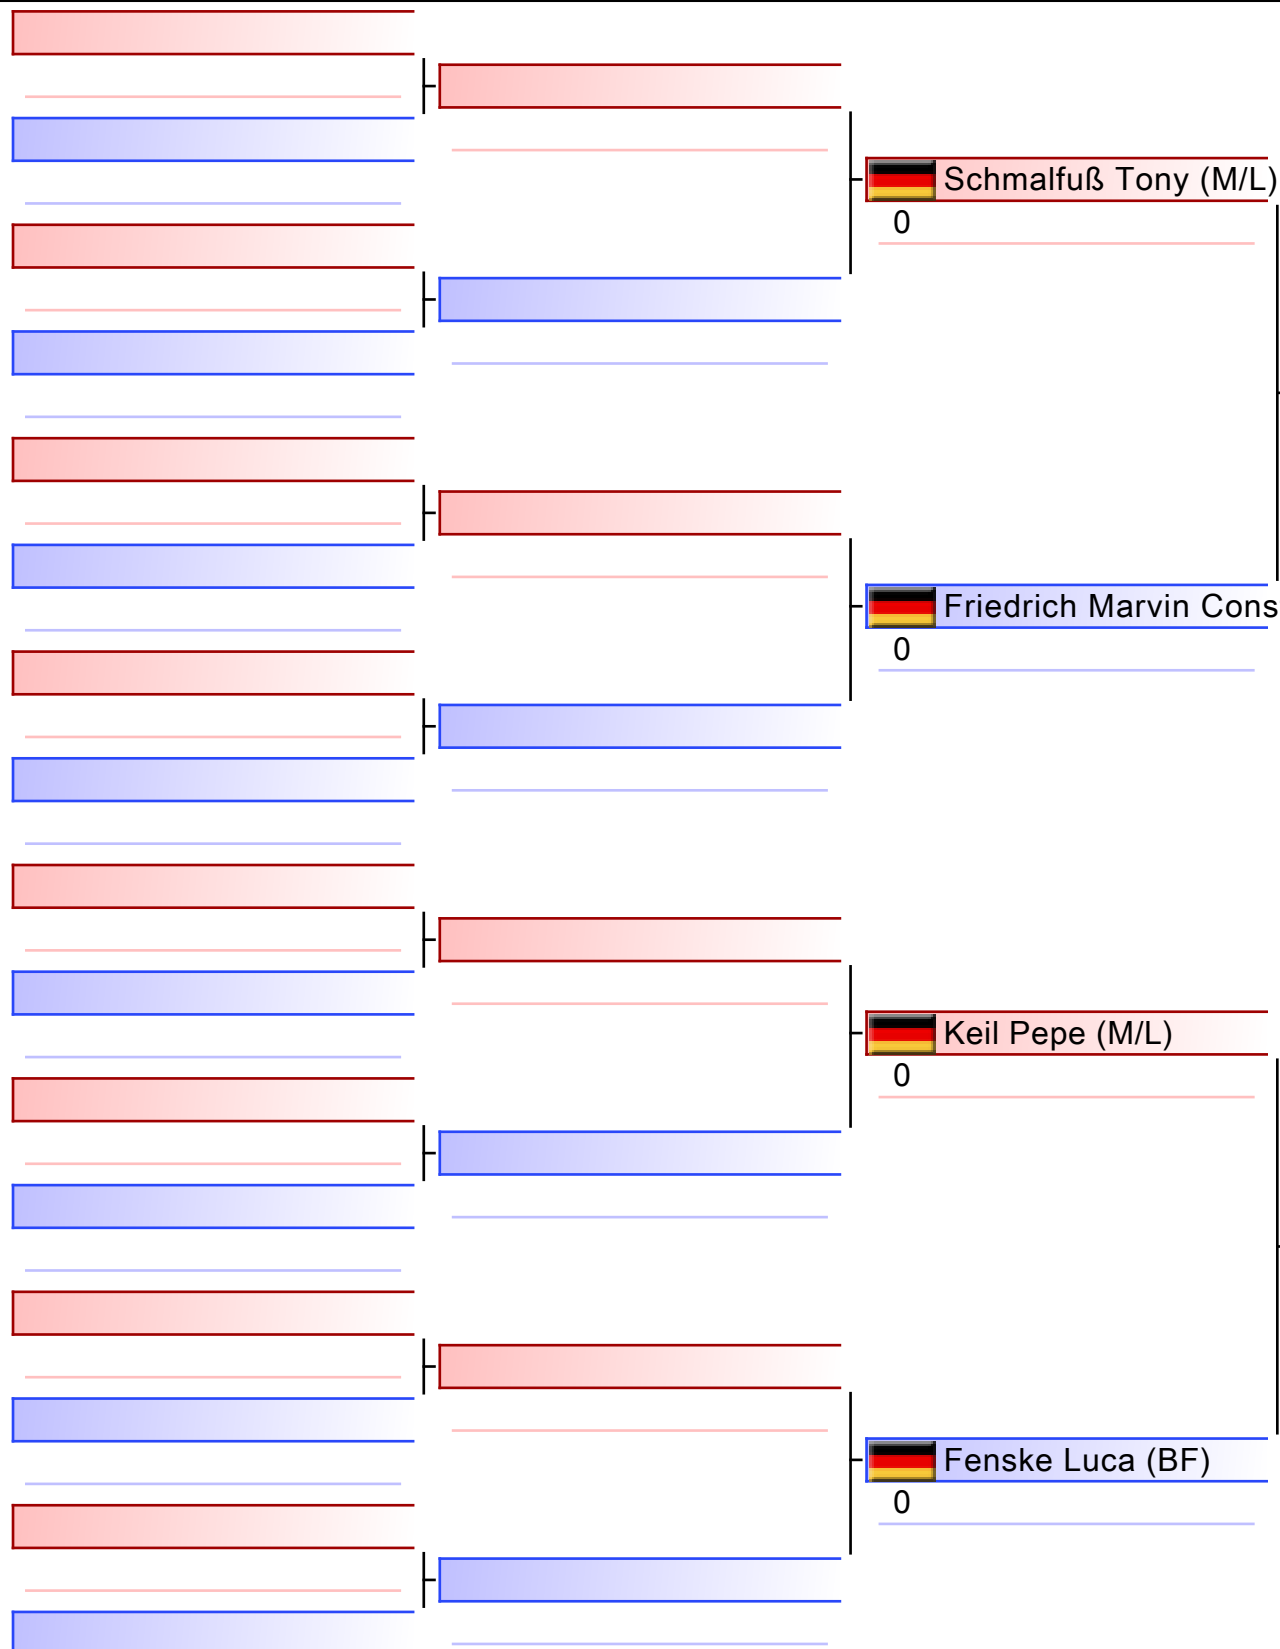 Schmalfuß Tony (M/L)
0
Friedrich Marvin Cons
0
Keil Pepe (M/L)
0
Fenske Luca (BF)
0